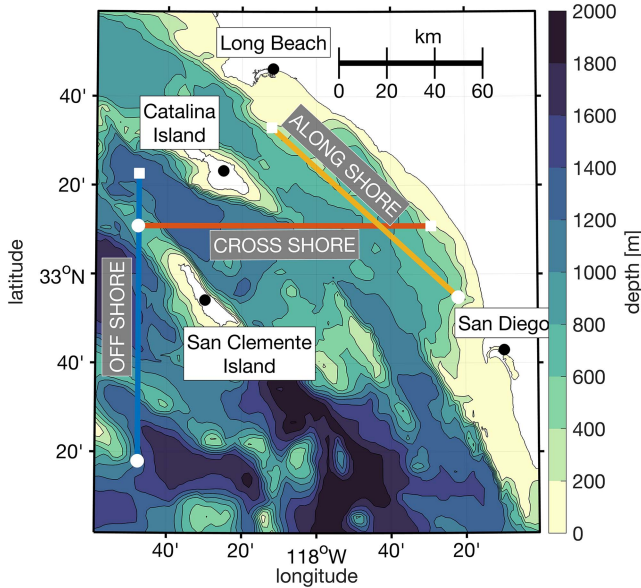 Long Beach
km
0 20 40 60
Catalina
Island
ALONG SHORE
CROSS SHORE
OFF SHORE
San Clemente
Island
San Diego
40'
20'
33°N
40'
20'
latitude
40'
20'
118°W
40'
20'
longitude
2000
1800
1600
1400
1200
1000
800
600
400
200
0
depth [m]